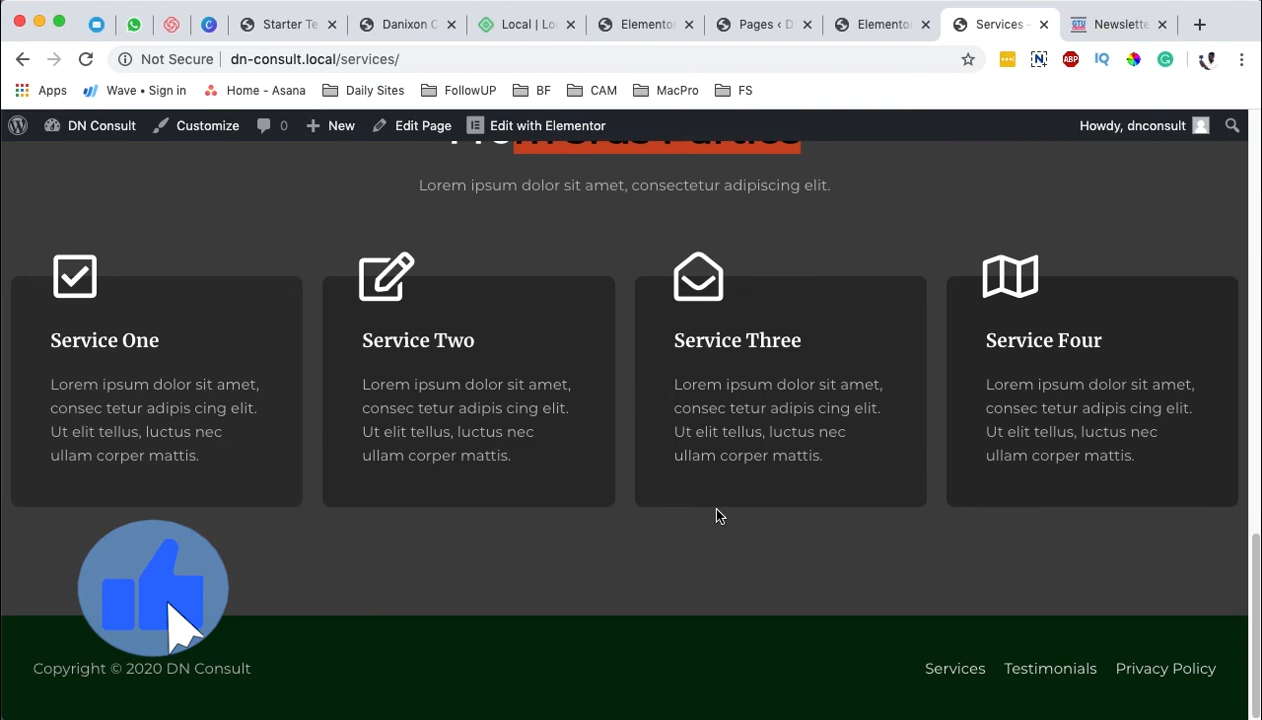 Starter Te
Danixon C
Local | Loc
Elemento
Pages ‹ D
Elemento
Services -
Newslette
Not Secure
dn-consult.local/services/
Apps
Wave • Sign in
Home - Asana
Daily Sites
FollowUP
BF
CAM
MacPro
FS
DN Consult
Customize
0
New
Edit Page
Edit with Elementor
Howdy, dnconsult
Lorem ipsum dolor sit amet, consectetur adipiscing elit.
Service One
Lorem ipsum dolor sit amet,
consec tetur adipis cing elit.
Ut elit tellus, luctus nec
ullam corper mattis.
Service Two
Lorem ipsum dolor sit amet,
consec tetur adipis cing elit.
Ut elit tellus, luctus nec
ullam corper mattis.
Service Three
Lorem ipsum dolor sit amet,
consec tetur adipis cing elit.
Ut elit tellus, luctus nec
ullam corper mattis.
Service Four
Lorem ipsum dolor sit amet,
consec tetur adipis cing elit.
Ut elit tellus, luctus nec
ullam corper mattis.
Copyright © 2020 DN Consult
Services
Testimonials
Privacy Policy